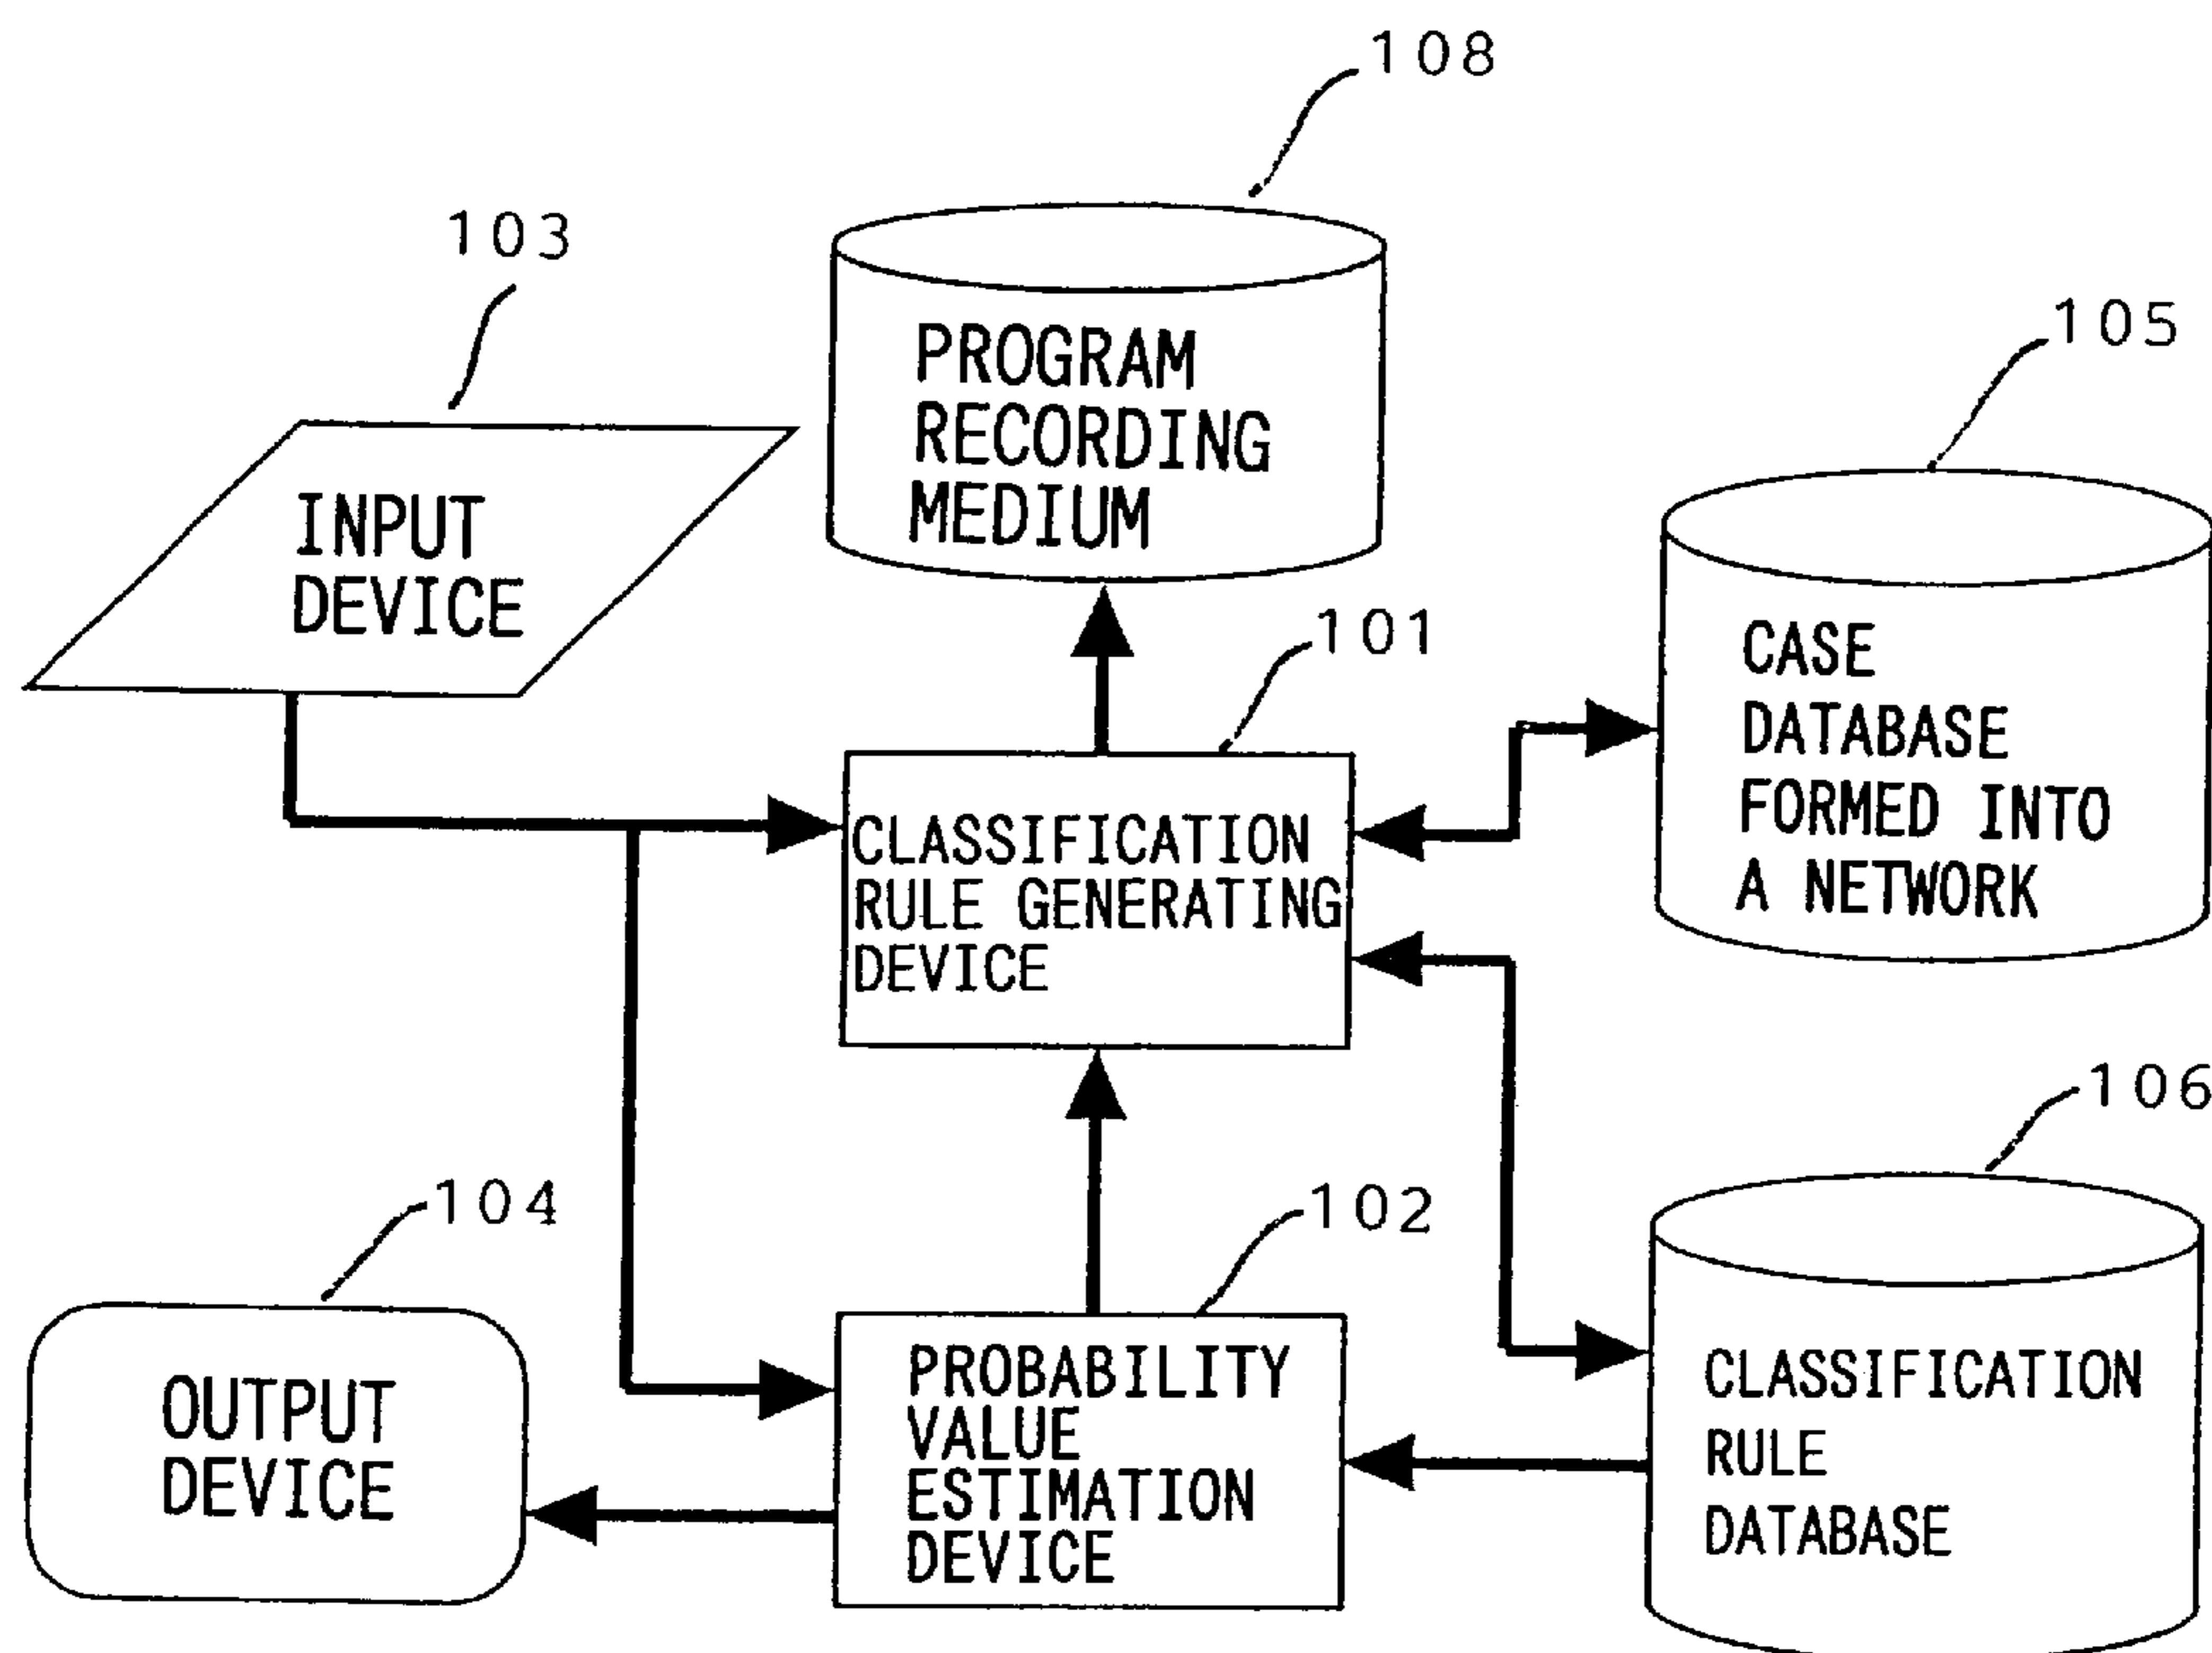 108
103
PROGRAM
RECORDING
MEDIUM
105
INPUT
DEVICE
101
CASE
DATABASE
FORMED INTO
A NETWORK
CLASSIFICATION
RULE GENERATING
DEVICE
106
104
102
OUTPUT
DEVICE
PROBABILITY
VALUE
ESTIMATION
DEVICE
CLASSIFICATION
RULE
DATABASE